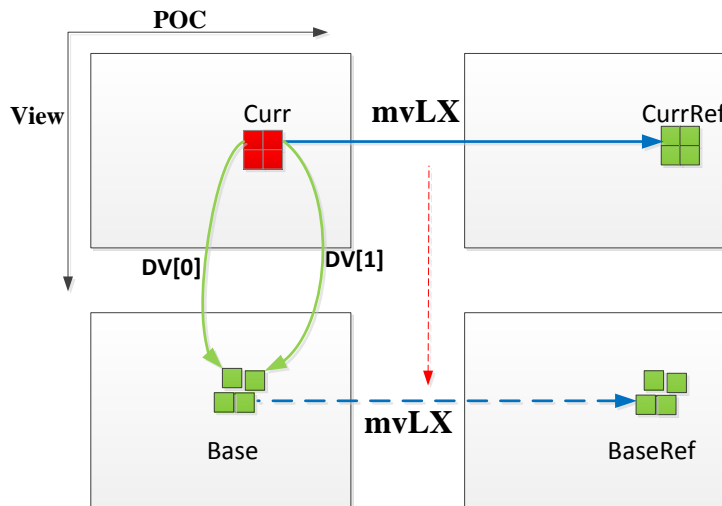 POC
View
Curr
mvLX
CurrRef
DV[0]
DV[1]
mvLX
Base
BaseRef